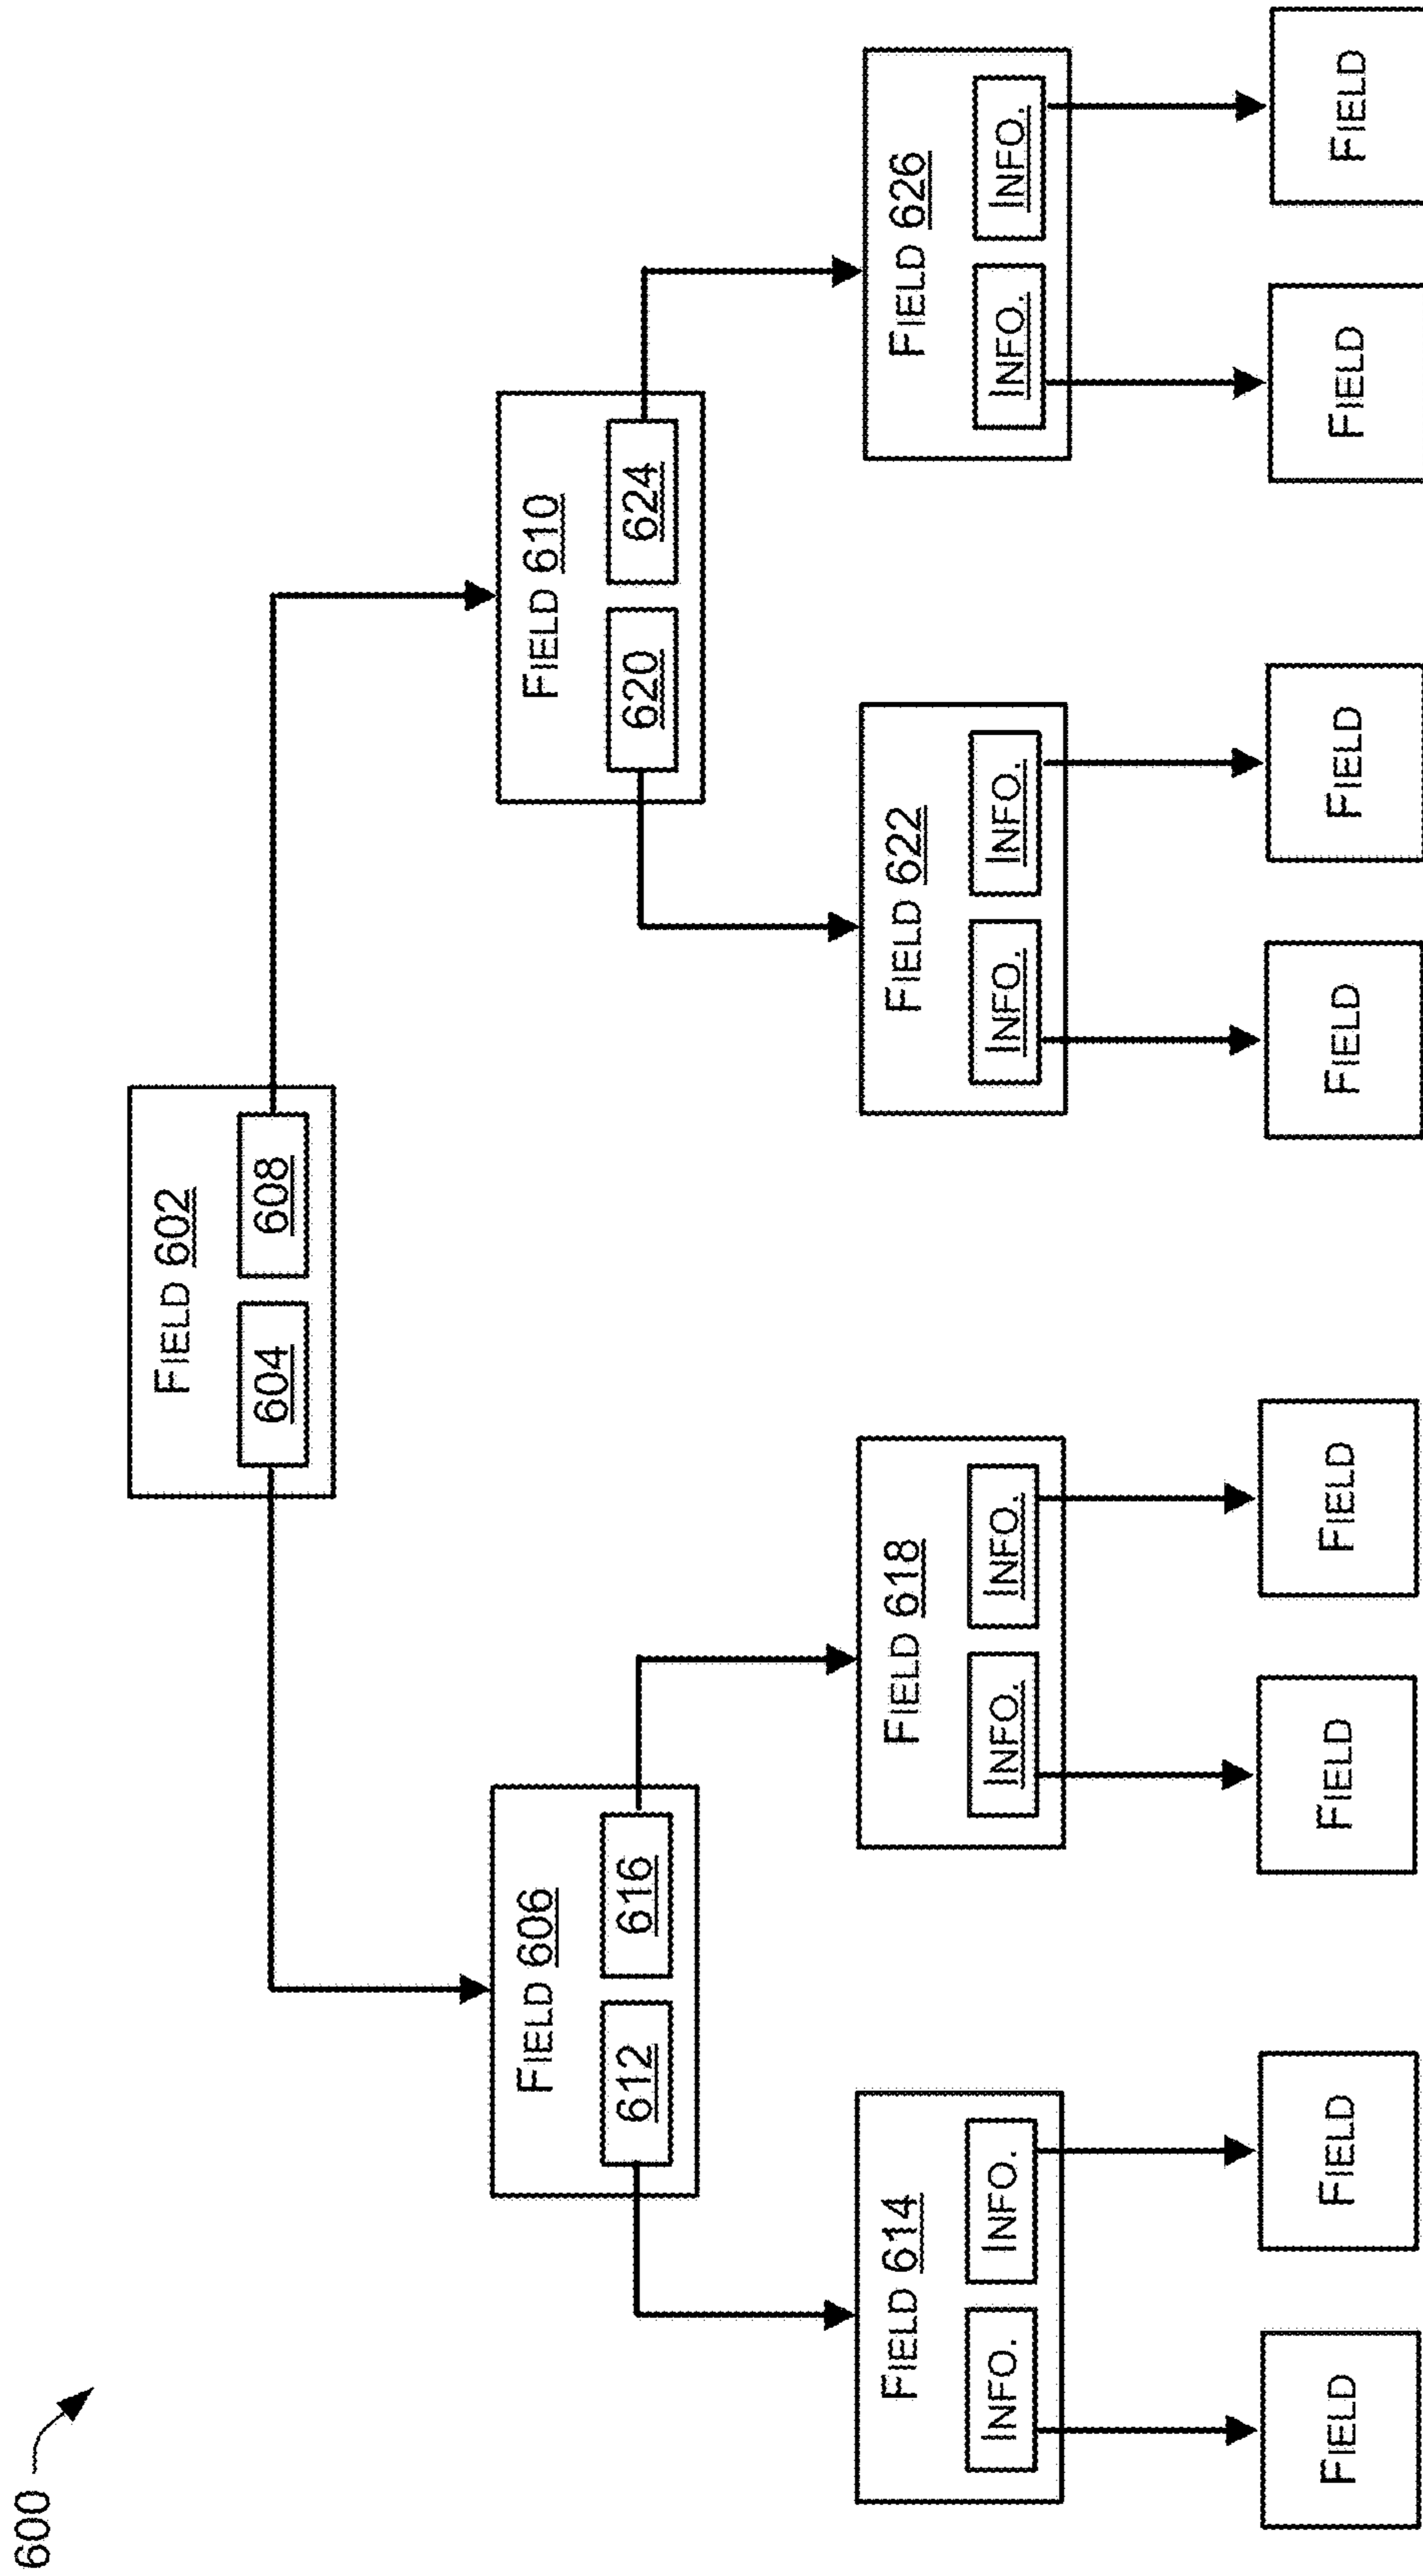 600
FIELD 602
604
608
FIELD 606
612
616
FIELD 610
620
624
FIELD 614
INFO.
INFO.
FIELD 618
INFO.
INFO.
FIELD 622
INFO.
INFO.
FIELD 626
INFO.
INFO.
FIELD
FIELD
FIELD
FIELD
FIELD
FIELD
FIELD
FIELD